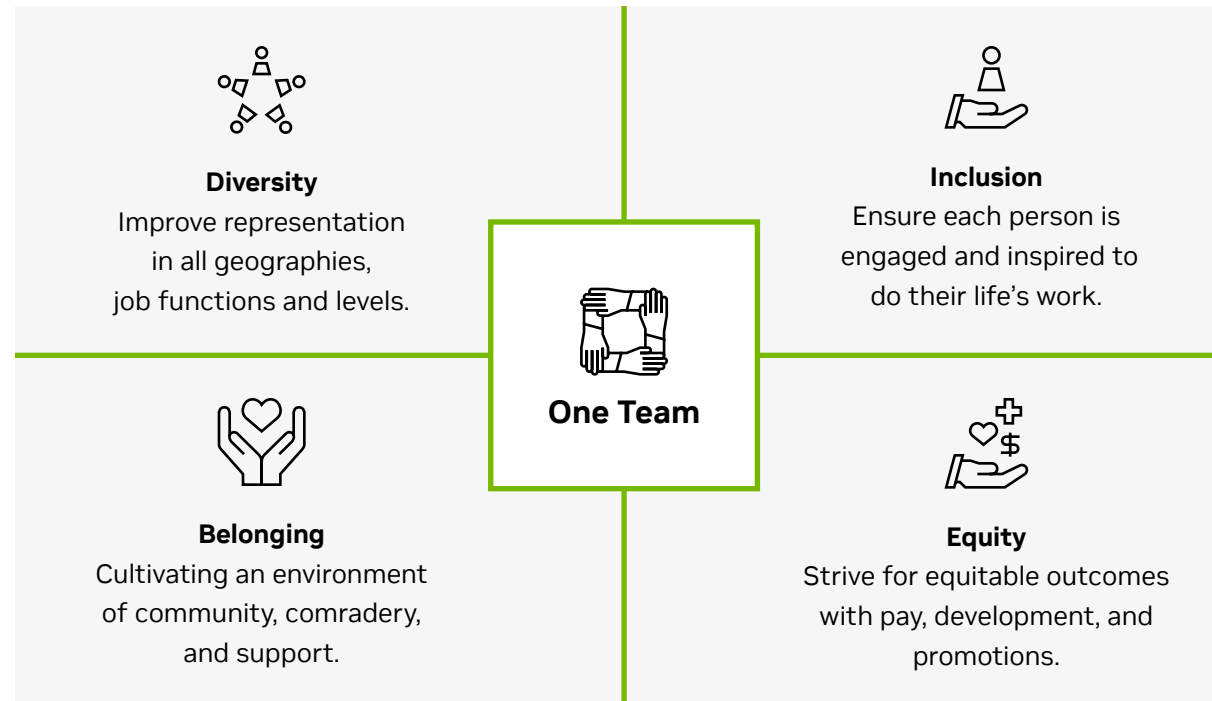 Diversity
Improve representation
in all geographies,
job functions and levels.
Inclusion
Ensure each person is
engaged and inspired to
do their life’s work.
One Team
Belonging
Cultivating an environment
of community, comradery,
and support.
$
Equity
Strive for equitable outcomes
with pay, development, and
promotions.